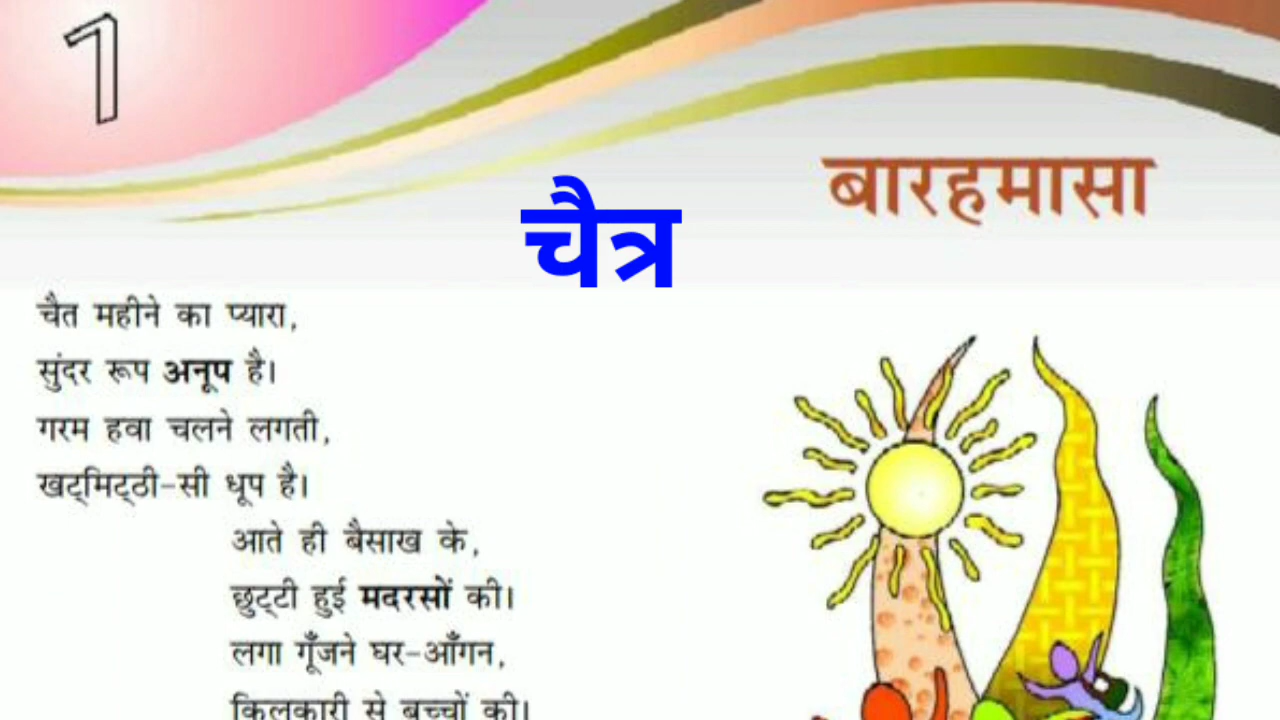 1
बारहमासा
चैत्र
चैत महीने का प्यारा,
सुंदर रूप अनूप है।
गरम हवा चलने लगती,
खट्‌मिट्‌ठी-सी धूप है।
आते ही बैसाख के,
छुट्‌टी हुई मदरसों की।
लगा गूँजने घर-आँगन,
किलकारी से बच्चों की।